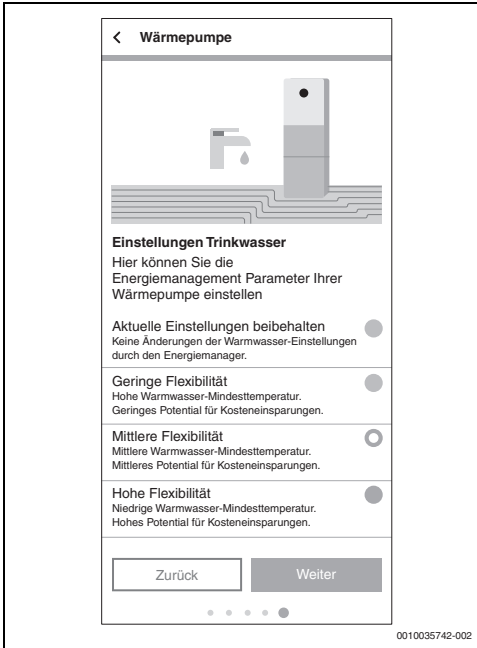 Wärmepumpe
Einstellungen Trinkwasser
Hier können Sie die
Energiemanagement Parameter Ihrer
Wärmepumpe einstellen
Aktuelle Einstellungen beibehalten
Keine Änderungen der Warmwasser-Einstellungen
durch den Energiemanager.
Geringe Flexibilität
Hohe Warmwasser-Mindesttemperatur.
Geringes Potential für Kosteneinsparungen.
Mittlere Flexibilität
Mittlere Warmwasser-Mindesttemperatur.
Mittleres Potential für Kosteneinsparungen.
Hohe Flexibilität
Niedrige Warmwasser-Mindesttemperatur.
Hohes Potential für Kosteneinsparungen.
Zurück Weiter
0010035742-002